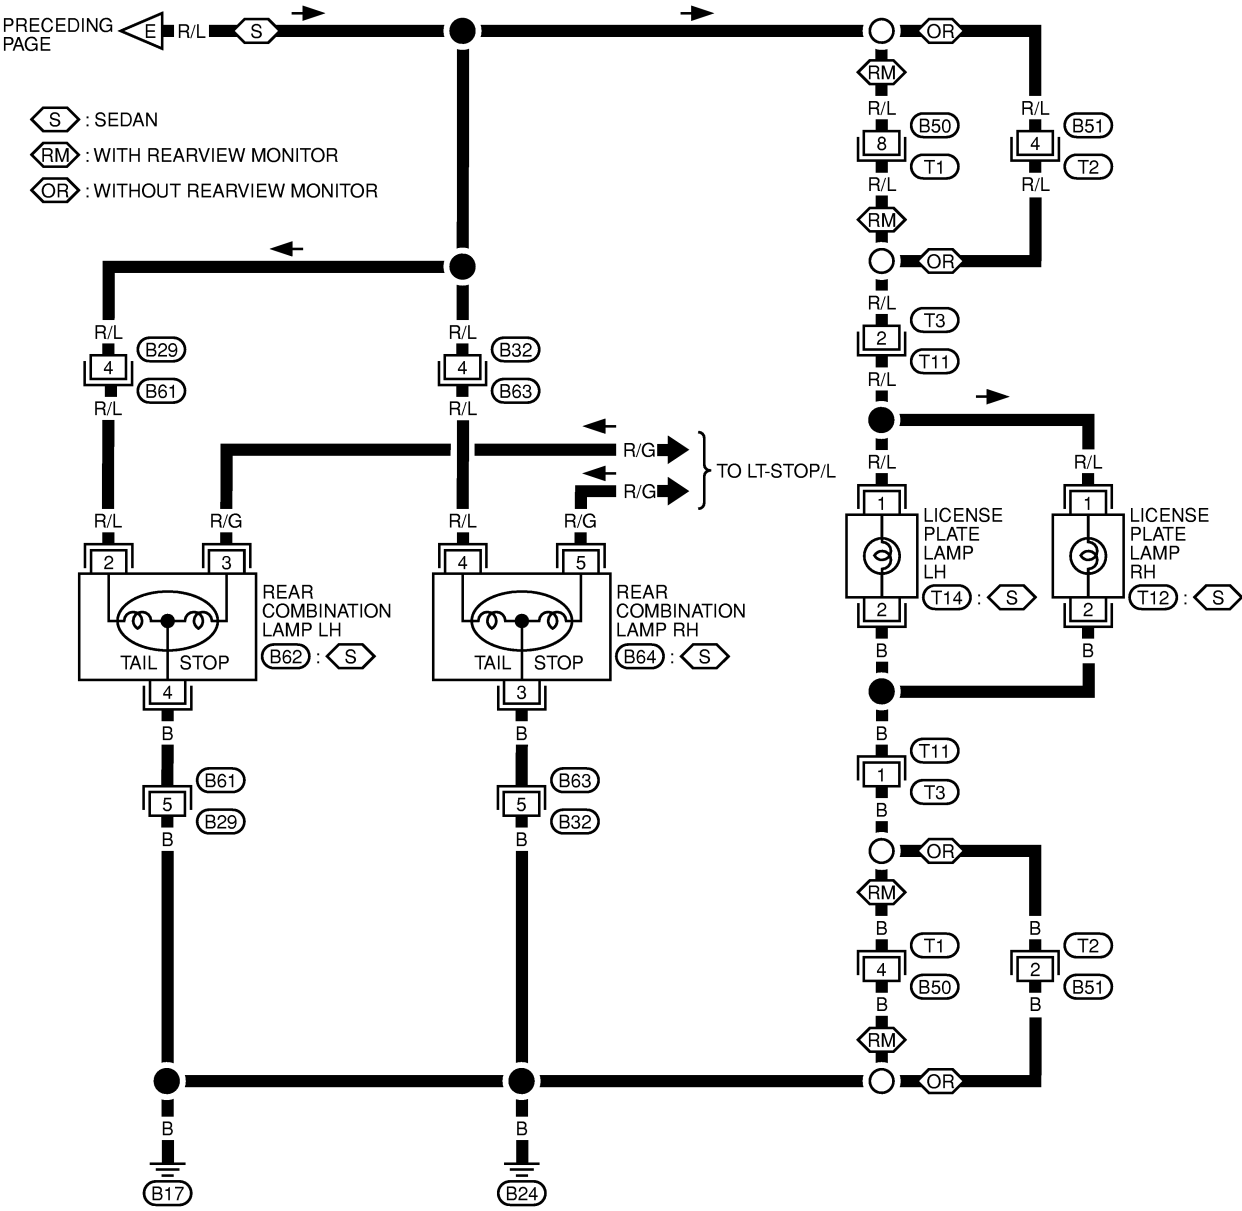 PRECEDING
PAGE
E
R/L
S
OR
RM
S : SEDAN
RM : WITH REARVIEW MONITOR
OR : WITHOUT REARVIEW MONITOR
R/L
8
B50
T1
R/L
R/L
4
B51
T2
R/L
RM
OR
R/L
2
T3
T11
R/L
R/L
4
B29
B61
R/L
R/L
4
B32
B63
R/L
R/G
R/G
TO LT-STOP/L
R/L
R/G
R/L
R/G
2
3
TAIL
STOP
4
REAR
COMBINATION
LAMP LH
B62 : S
4
5
TAIL
STOP
3
REAR
COMBINATION
LAMP RH
B64 : S
R/L
1
2
LICENSE
PLATE
LAMP
LH
T14 : S
R/L
1
2
LICENSE
PLATE
LAMP
RH
T12 : S
B
B
B
5
B61
B29
B
B
5
B63
B32
B
B
1
T11
T3
B
OR
RM
B
4
T1
B50
B
B
2
T2
B51
B
RM
OR
B
B17
B
B24